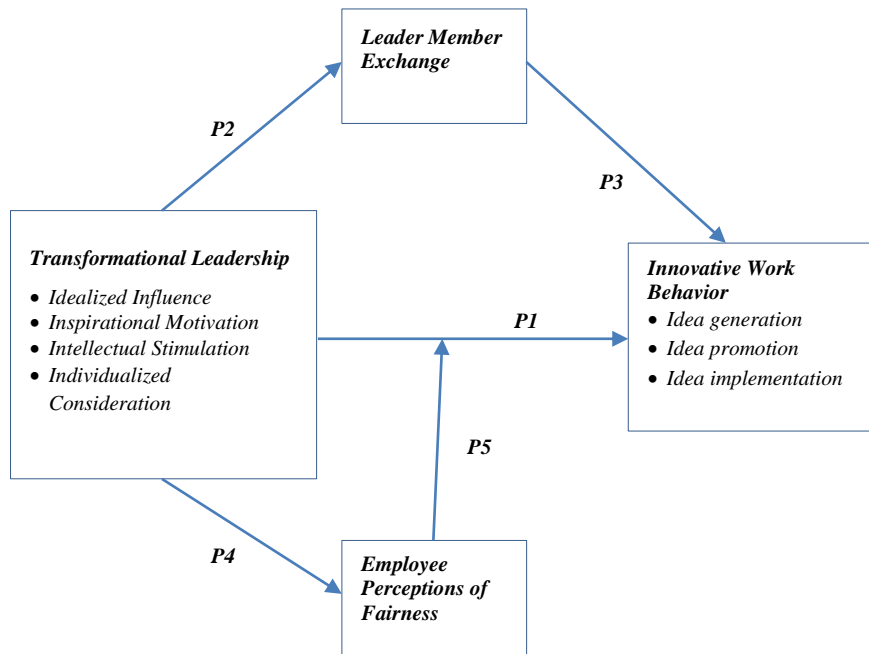 Leader Member
Exchange
P2
P3
Transformational Leadership
• Idealized Influence
• Inspirational Motivation
• Intellectual Stimulation
• Individualized
Consideration
P1
Innovative Work
Behavior
• Idea generation
• Idea promotion
• Idea implementation
P5
P4
Employee
Perceptions of
Fairness